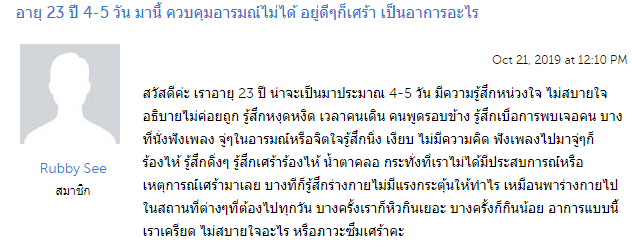 อายุ 23 ปี 4-5 วัน มานี้ ควบคุมอารมณ์ไม่ได้ อยู่ดีๆก็เศร้า เป็นอาการอะไร
Oct 21, 2019 at 12:10 PM
สวัสดีค่ะ เราอายุ 23 ปี น่าจะเป็นมาประมาณ 4-5 วัน มีความรู้สึกหน่วงใจ ไม่สบายใจ
อธิบายไม่ค่อยถูก รู้สึกหงุดหงิด เวลาคนเดิน คนพูดรอบข้าง รู้สึกเบื่อการพบเจอคน บาง
ที่นั่งฟังเพลง จู่ๆในอารมณ์หรือจิตใจรู้สึกนิ่ง เงียบ ไม่มีความคิด ฟังเพลงไปมาจู่ๆก็
ร้องไห้ รู้สึกดิ่งๆ รู้สึกเศร้าร้องไห้ น้ำตาคลอ กระทั่งที่เราไม่ได้มีประสบการณ์หรือ
เหตุการณ์เศร้ามาเลย บางทีก็รู้สึกร่างกายไม่มีแรงกระตุ้นให้ทำไร เหมือนพาร่างกายไป
ในสถานที่ต่างๆที่ต้องไปทุกวัน บางครั้งเราก็หิวกินเยอะ บางครั้งก็กินน้อย อาการแบบนี้
เราเครียด ไม่สบายใจอะไร หรือภาวะซึ่มเศร้าคะ
Rubby See
สมาชิก